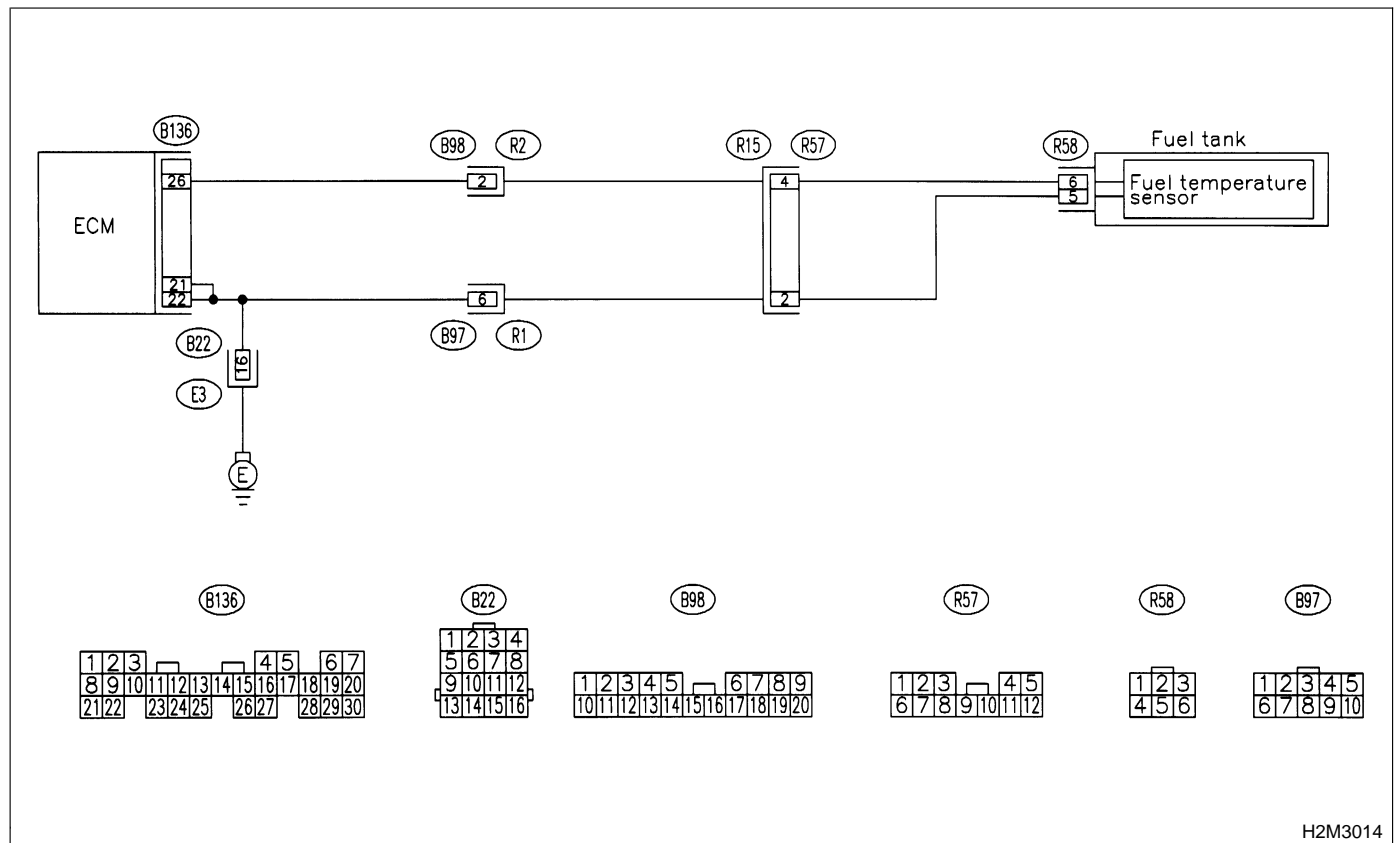 B136
B98 R2
R15 R57
R58
Fuel tank
26
2
4
6
Fuel temperature
5
sensor
ECM
21
22
6
2
B22
B97 R1
16
E3
E
B136
B22
B98
R57
R58
B97
1 2 3 4 5 6 7
8 9 10 11 12 13 14 15 16 17 18 19 20
21 22 23 24 25 26 27 28 29 30
1 2 3 4
5 6 7 8
9 10 11 12
13 14 15 16
1 2 3 4 5 6 7 8 9
10 11 12 13 14 15 16 17 18 19 20
1 2 3 4 5
6 7 8 9 10 11 12
1 2 3
4 5 6
1 2 3 4 5
6 7 8 9 10
H2M3014